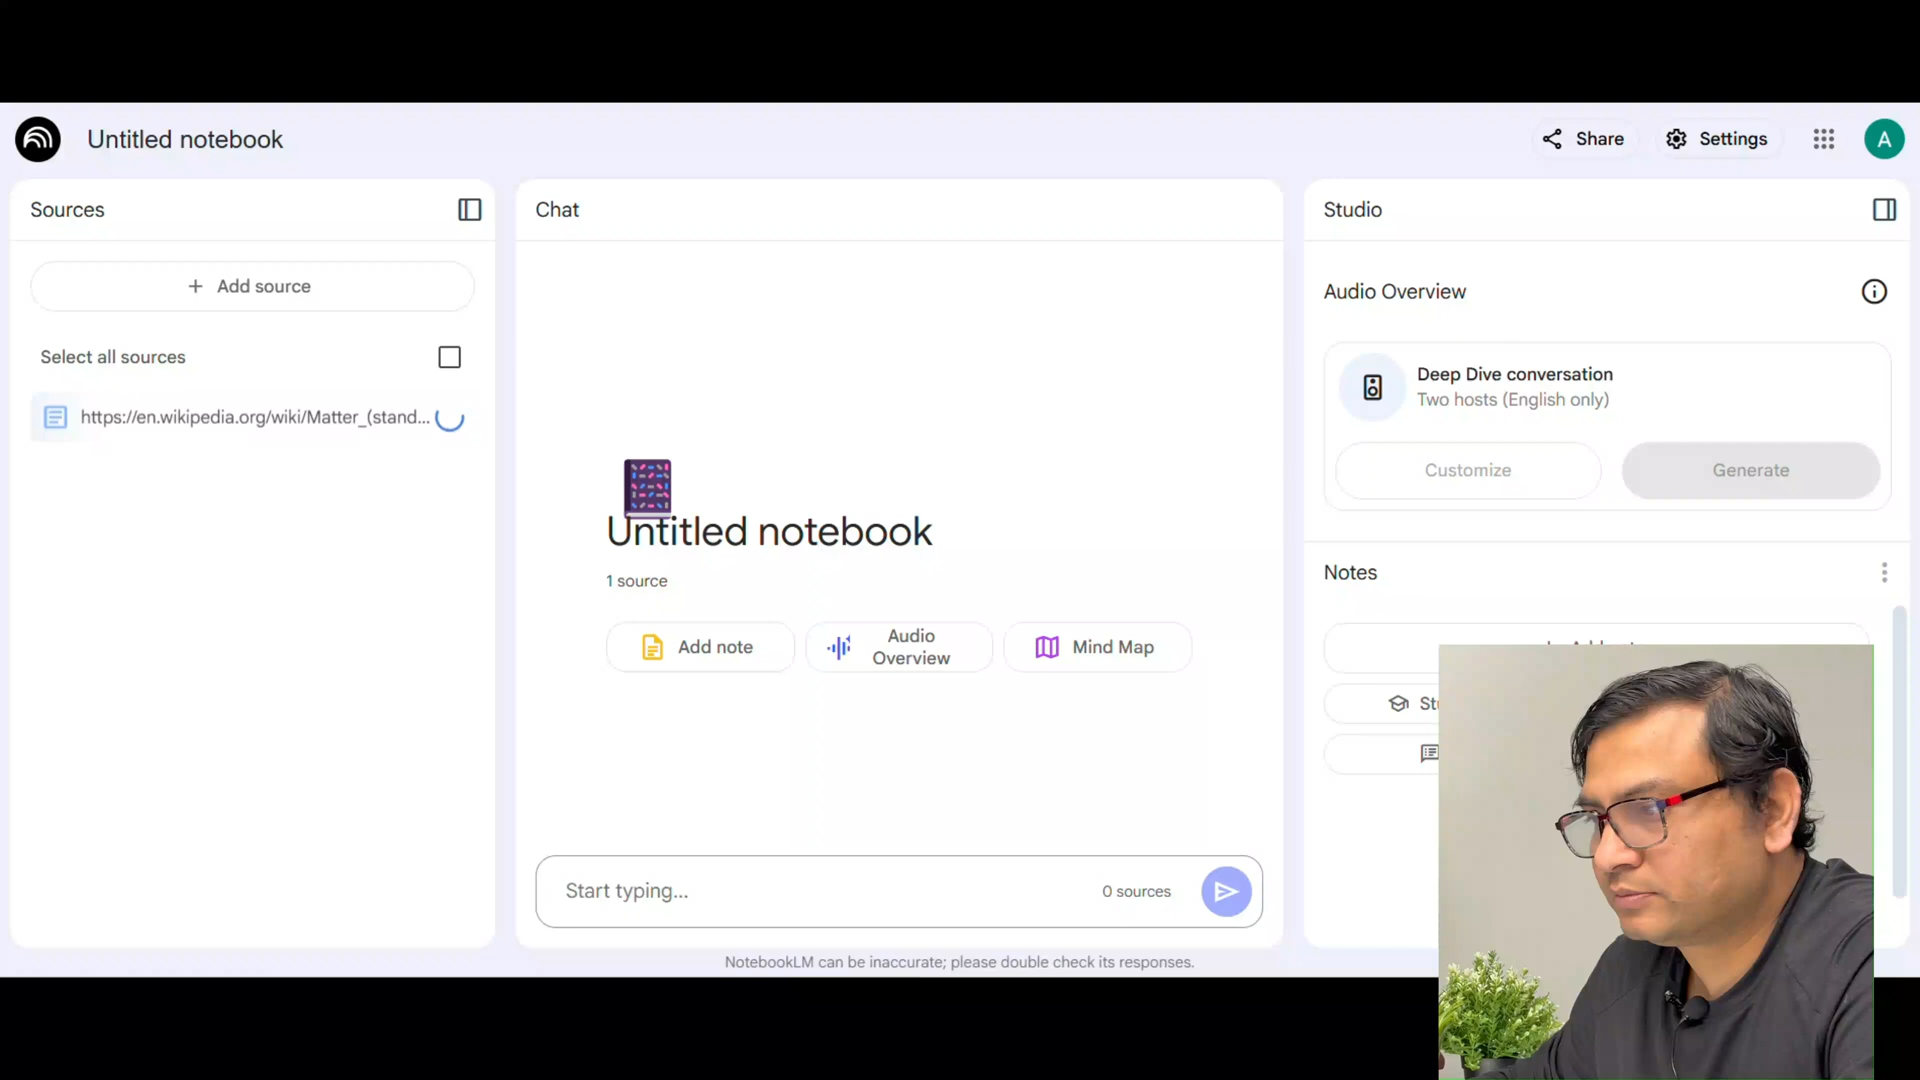 Untitled notebook
Share
Settings
A
Sources
Add source
Select all sources
https://en.wikipedia.org/wiki/Matter_(stand...
Chat
Untitled notebook
1 source
Add note
Audio
Overview
Mind Map
Start typing...
0 sources
NotebookLM can be inaccurate; please double check its responses.
Studio
Audio Overview
Deep Dive conversation
Two hosts (English only)
Customize
Generate
Notes